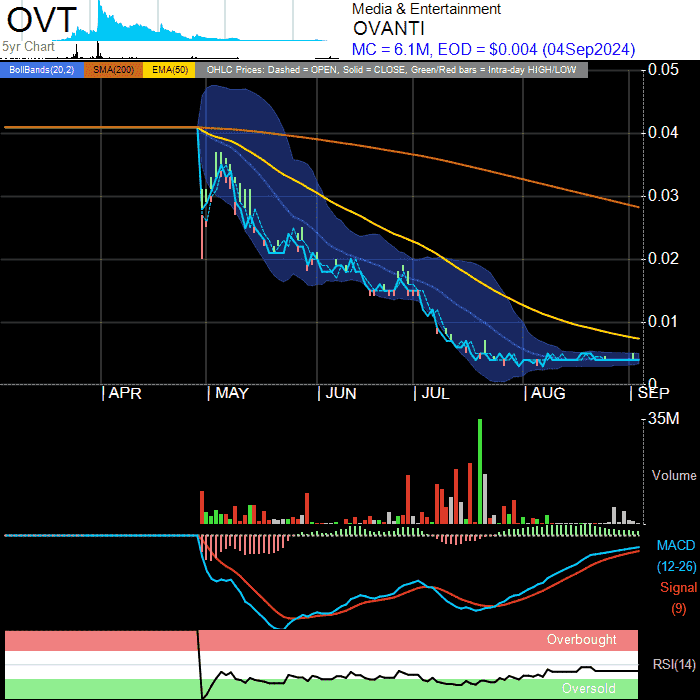 OVT
5yr Chart
Media & Entertainment
OVANTI
MC = 6.1M, EOD = $0.004 (04Sep2024)
BollBands(20,2) SMA(200) EMA(50) OHLC Prices: Dashed = OPEN, Solid = CLOSE, Green/Red bars = Intra-day HIGH/LOW
0.05
0.04
0.03
0.02
0.01
0
APR MAY JUN JUL AUG SEP
35M
Volume
MACD
(12-26)
Signal
(9)
Overbought
RSI(14)
Oversold